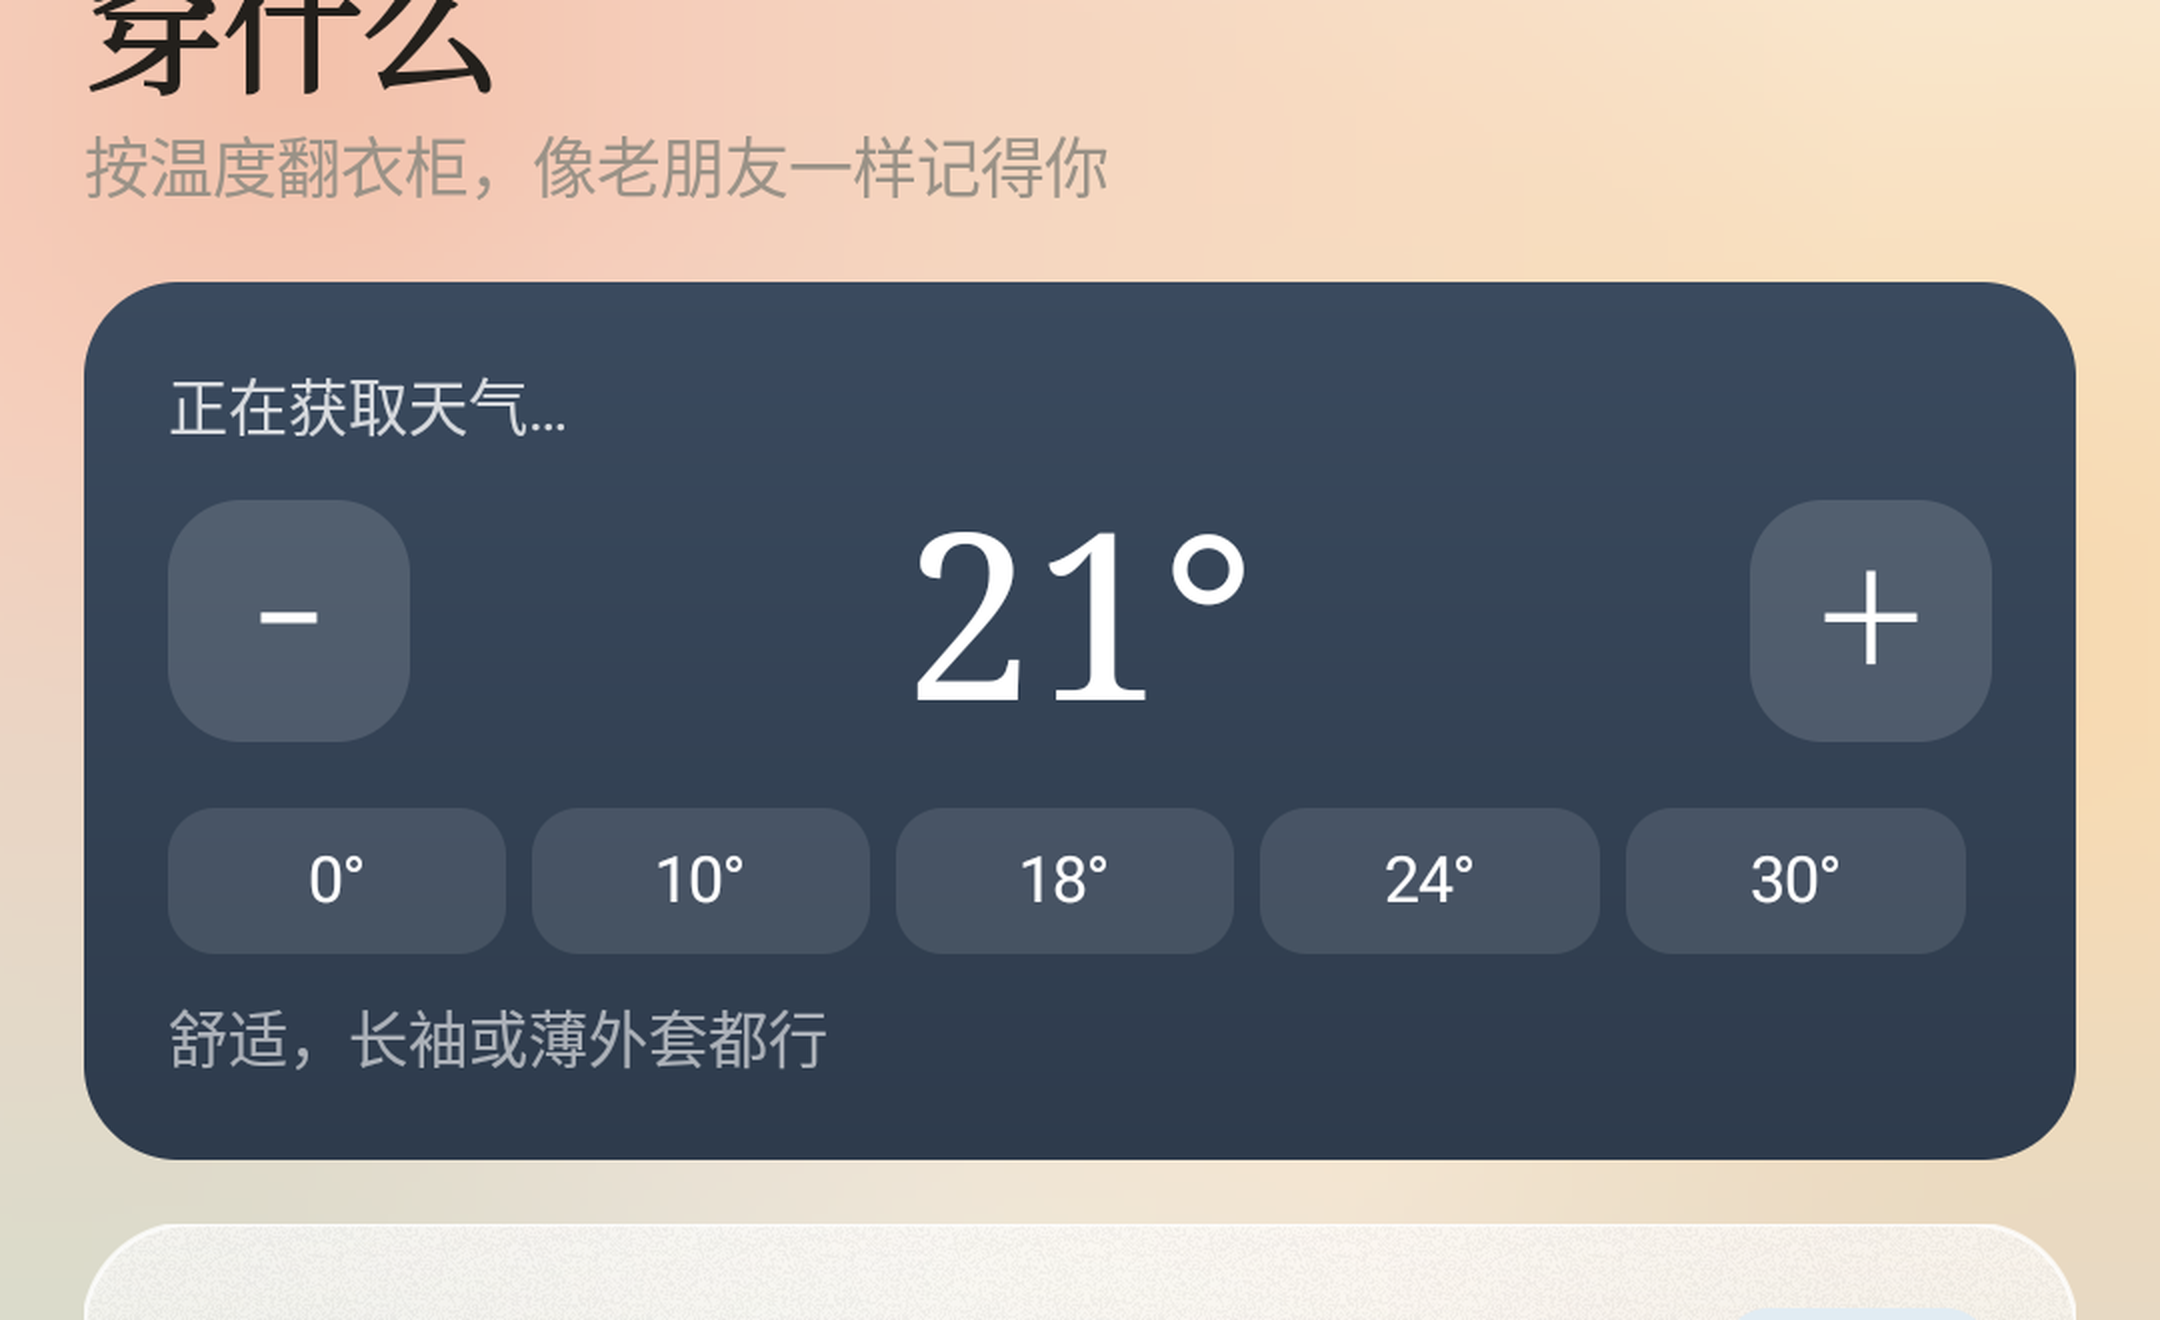 穿什么
按温度翻衣柜，像老朋友一样记得你
正在获取天气...
- 21° +
0° 10° 18° 24° 30°
舒适，长袖或薄外套都行